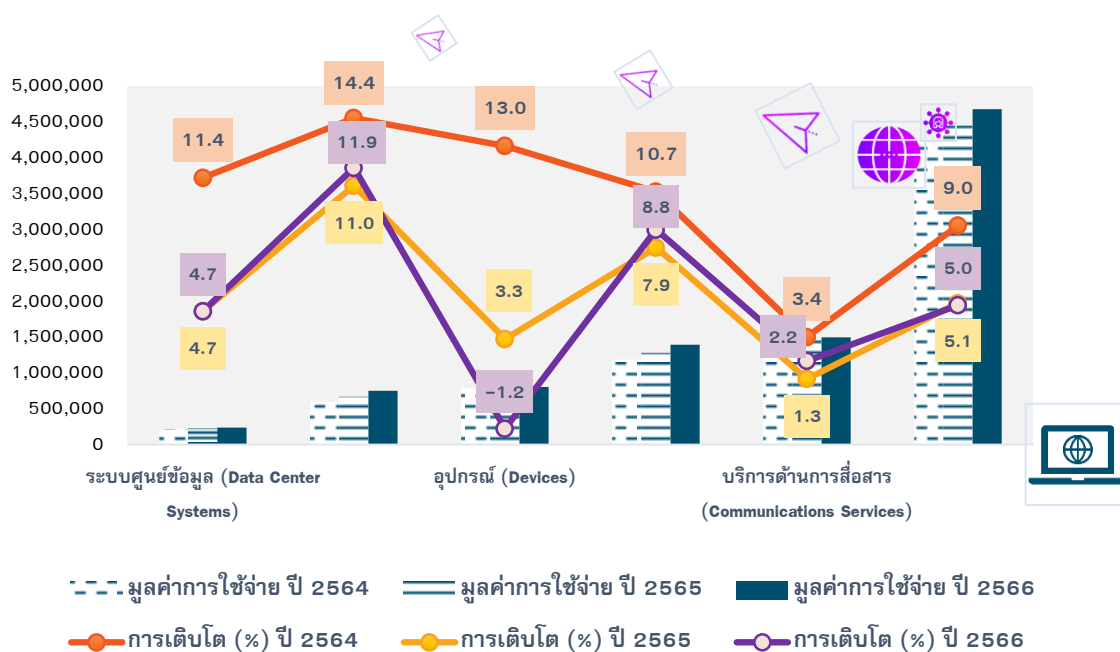 14.4
5,000,000
13.0
4,500,000
11.4
11.9
10.7
4,000,000
3,500,000
9.0
8.8
3,000,000
11.0
2,500,000
4.7
5.0
3.3
7.9
2,000,000
3.4
1,500,000
4.7
2.2
5.1
1,000,000
-1.2
500,000
1.3
0
ระบบศูนย์ข้อมูล (Data Center
Systems)
อุปกรณ์ (Devices)
บริการด้านการสื่อสาร
(Communications Services)
มูลค่าการใช้จ่าย ปี 2564
มูลค่าการใช้จ่าย ปี 2565
มูลค่าการใช้จ่าย ปี 2566
การเติบโต (%) ปี 2564
การเติบโต (%) ปี 2565
การเติบโต (%) ปี 2566